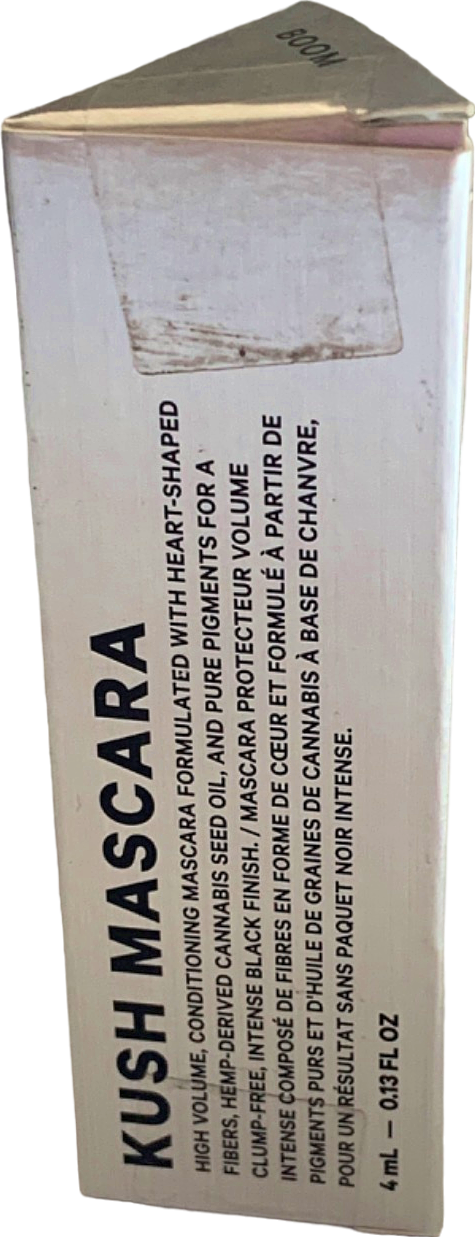 BOOM
KUSH MASCARA
HIGH VOLUME, CONDITIONING MASCARA FORMULATED WITH HEART-SHAPED
FIBERS, HEMP-DERIVED CANNABIS SEED OIL, AND PURE PIGMENTS FOR A
CLUMP-FREE, INTENSE BLACK FINISH. / MASCARA PROTECTEUR VOLUME
INTENSE COMPOSÉ DE FIBRES EN FORME DE CŒUR ET FORMULÉ À PARTIR DE
PIGMENTS PURS ET D'HUILE DE GRAINES DE CANNABIS À BASE DE CHANVRE,
POUR UN RÉSULTAT SANS PAQUET NOIR INTENSE.
4 mL — 0.13 FL OZ